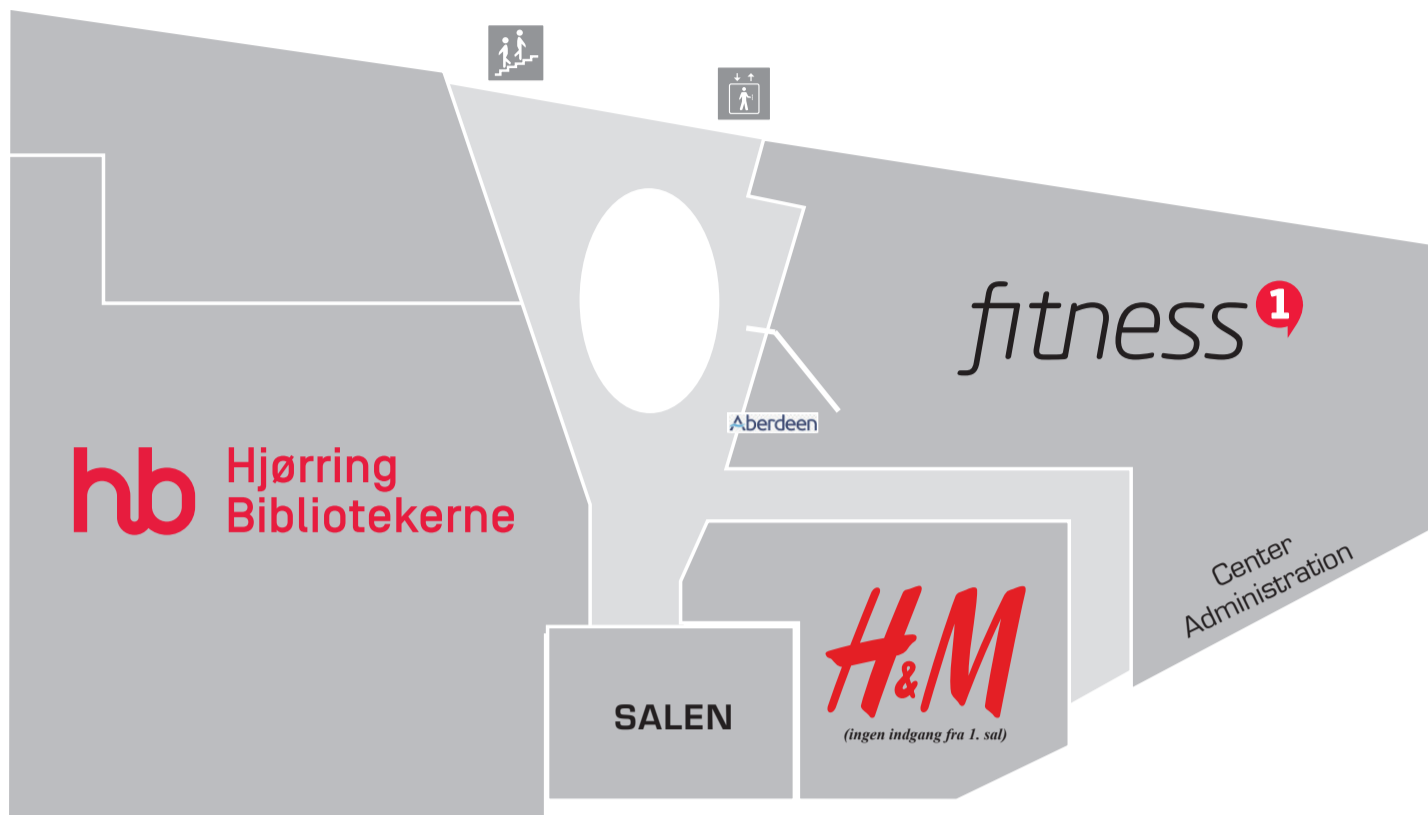 fitness 1
Aberdeen
hb Hjørring
Bibliotekerne
Center
Administration
H&M
(ingen indgang fra 1. sal)
SALEN